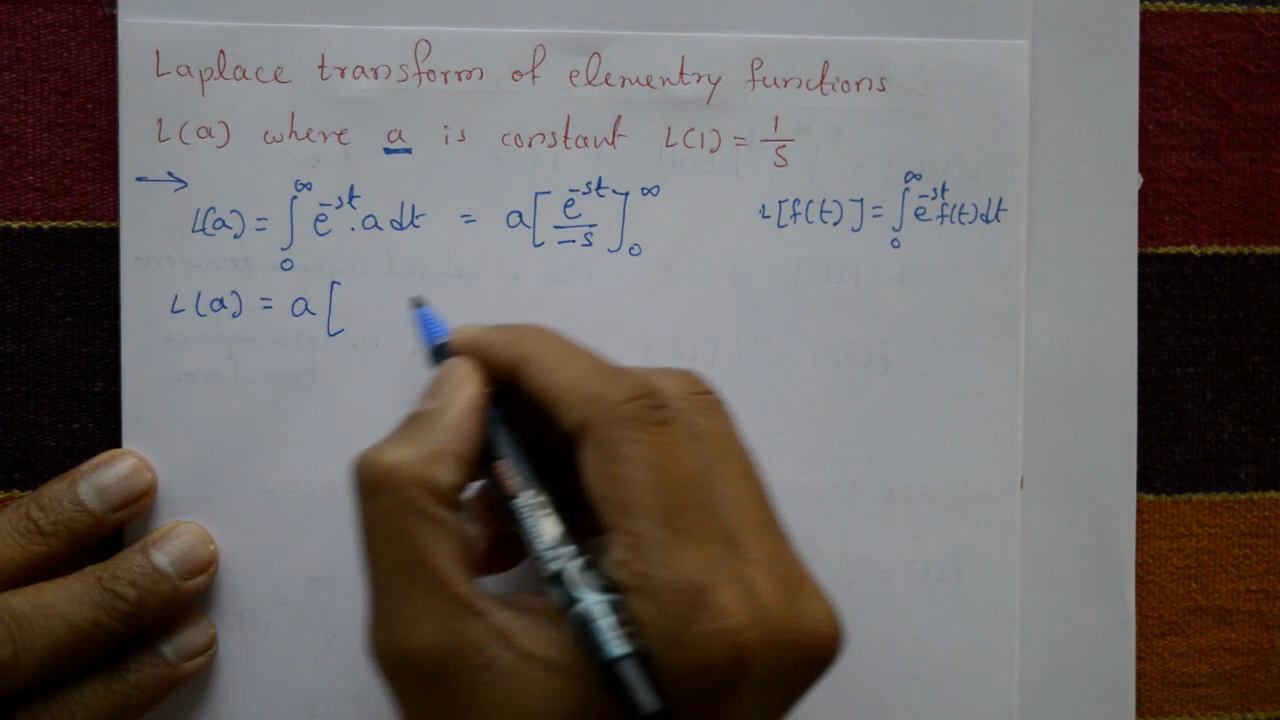 Laplace transform of elementry functions
L(a) where a is constant L(1) = 1/S
→ L(a) = ∫₀^∞ e^-st . a dt = a [ e^-st / -s ]₀^∞ L[f(t)] = ∫₀^∞ e^-st f(t) dt
L(a) = a [